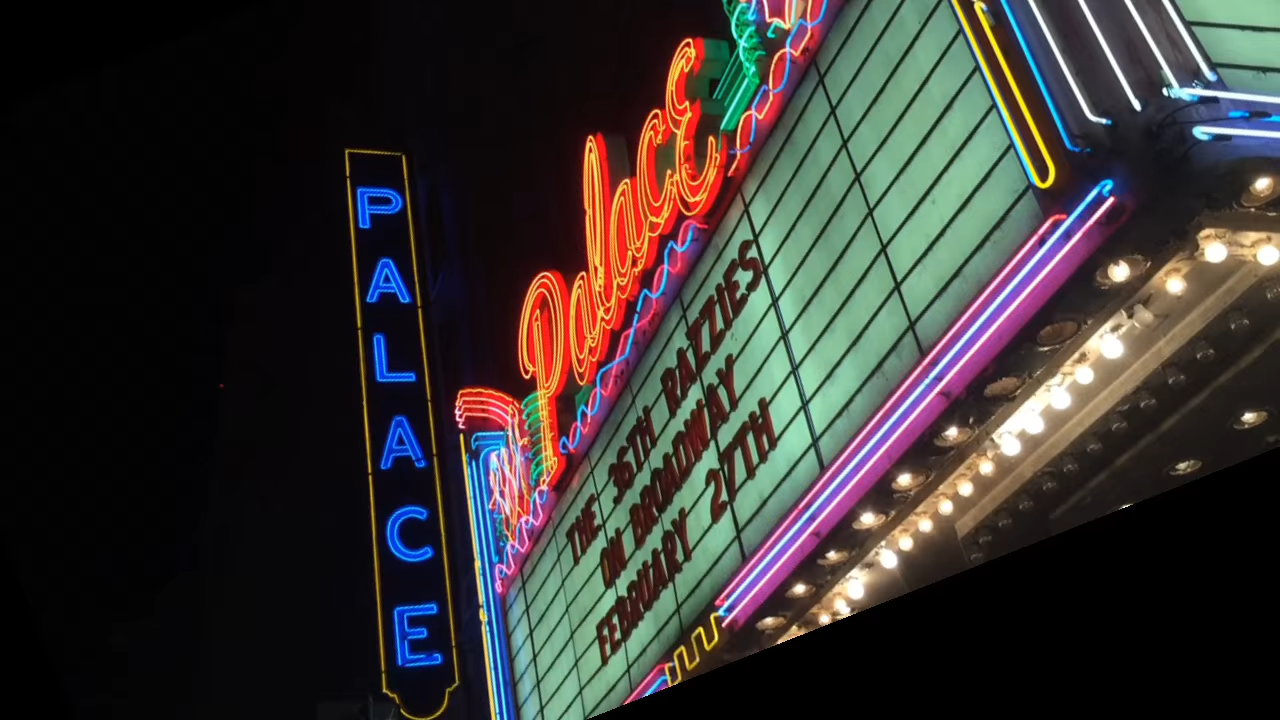 PALACE
Palace
THE 36TH RAZZIES
ON BROADWAY
FEBRUARY 27TH